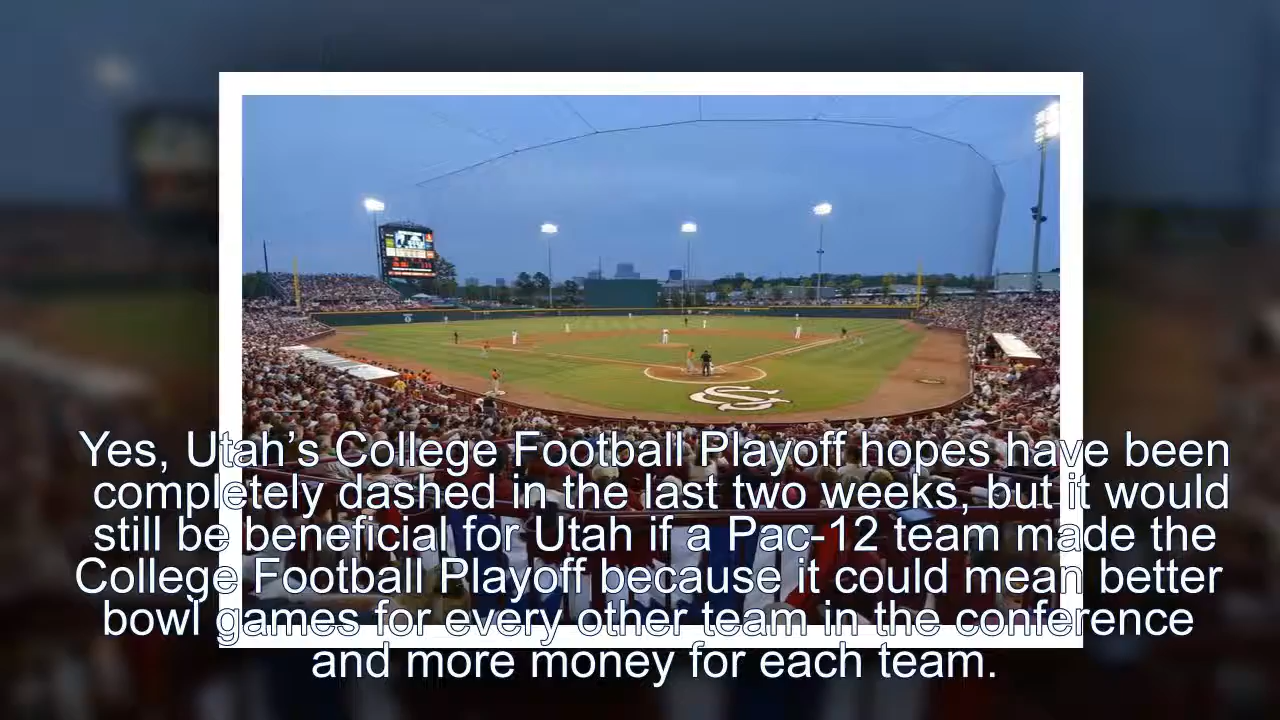 Yes, Utah’s College Football Playoff hopes have been
completely dashed in the last two weeks, but it would
still be beneficial for Utah if a Pac-12 team made the
College Football Playoff because it could mean better
bowl games for every other team in the conference
and more money for each team.